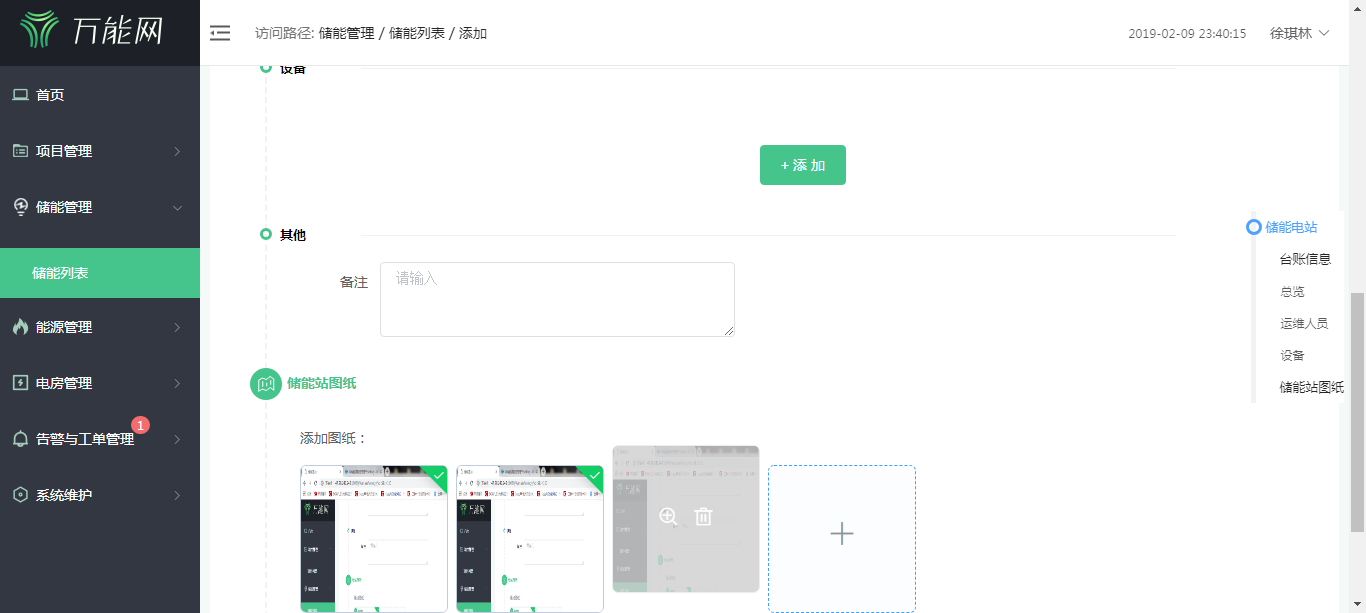 万能网
访问路径: 储能管理 / 储能列表 / 添加
2019-02-09 23:40:15
徐琪林
首页
项目管理
储能管理
储能列表
能源管理
电房管理
告警与工单管理
1
系统维护
设备
+ 添 加
其他
备注
请输入
储能站图纸
添加图纸：
储能电站
台账信息
总览
运维人员
设备
储能站图纸